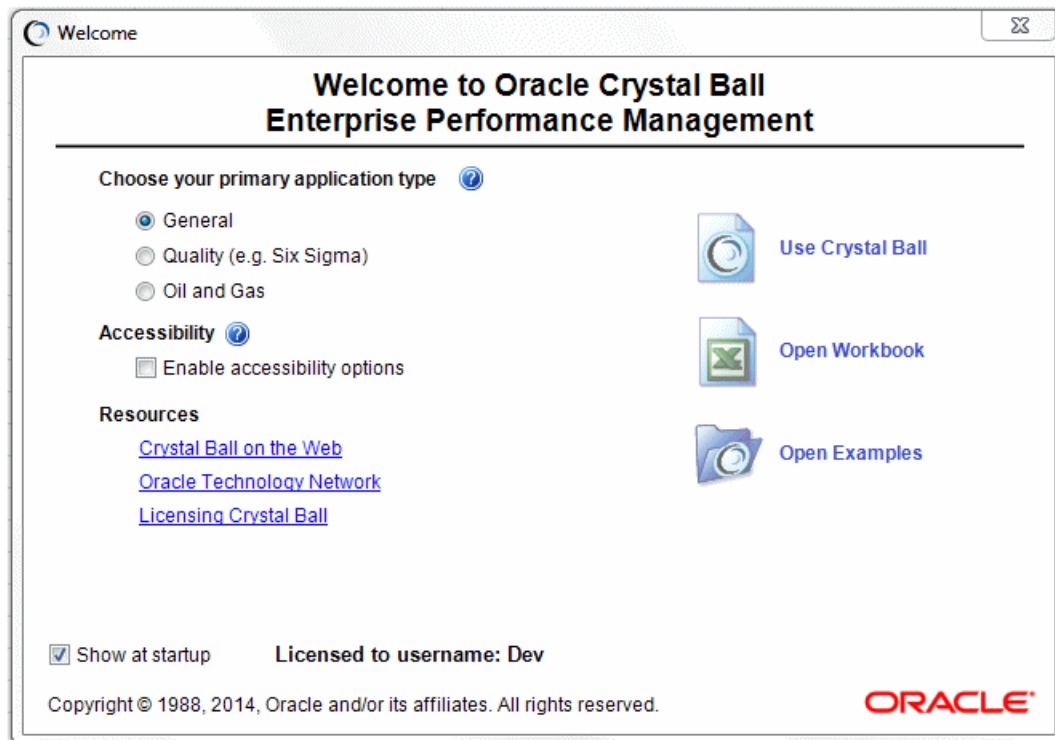 Welcome
Welcome to Oracle Crystal Ball
Enterprise Performance Management
Choose your primary application type
General
Quality (e.g. Six Sigma)
Oil and Gas
Use Crystal Ball
Accessibility
Enable accessibility options
Open Workbook
Resources
Crystal Ball on the Web
Oracle Technology Network
Licensing Crystal Ball
Open Examples
Show at startup
Licensed to username: Dev
Copyright © 1988, 2014, Oracle and/or its affiliates. All rights reserved.
ORACLE